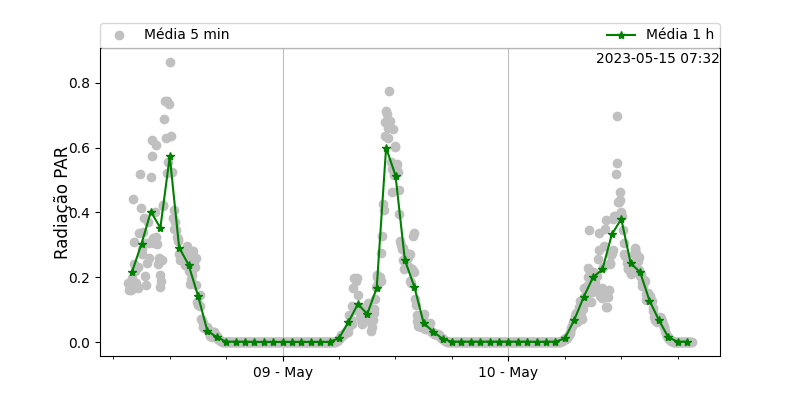 Média 5 min
Média 1 h
2023-05-15 07:32
Radiação PAR
0.8
0.6
0.4
0.2
0.0
09 - May
10 - May